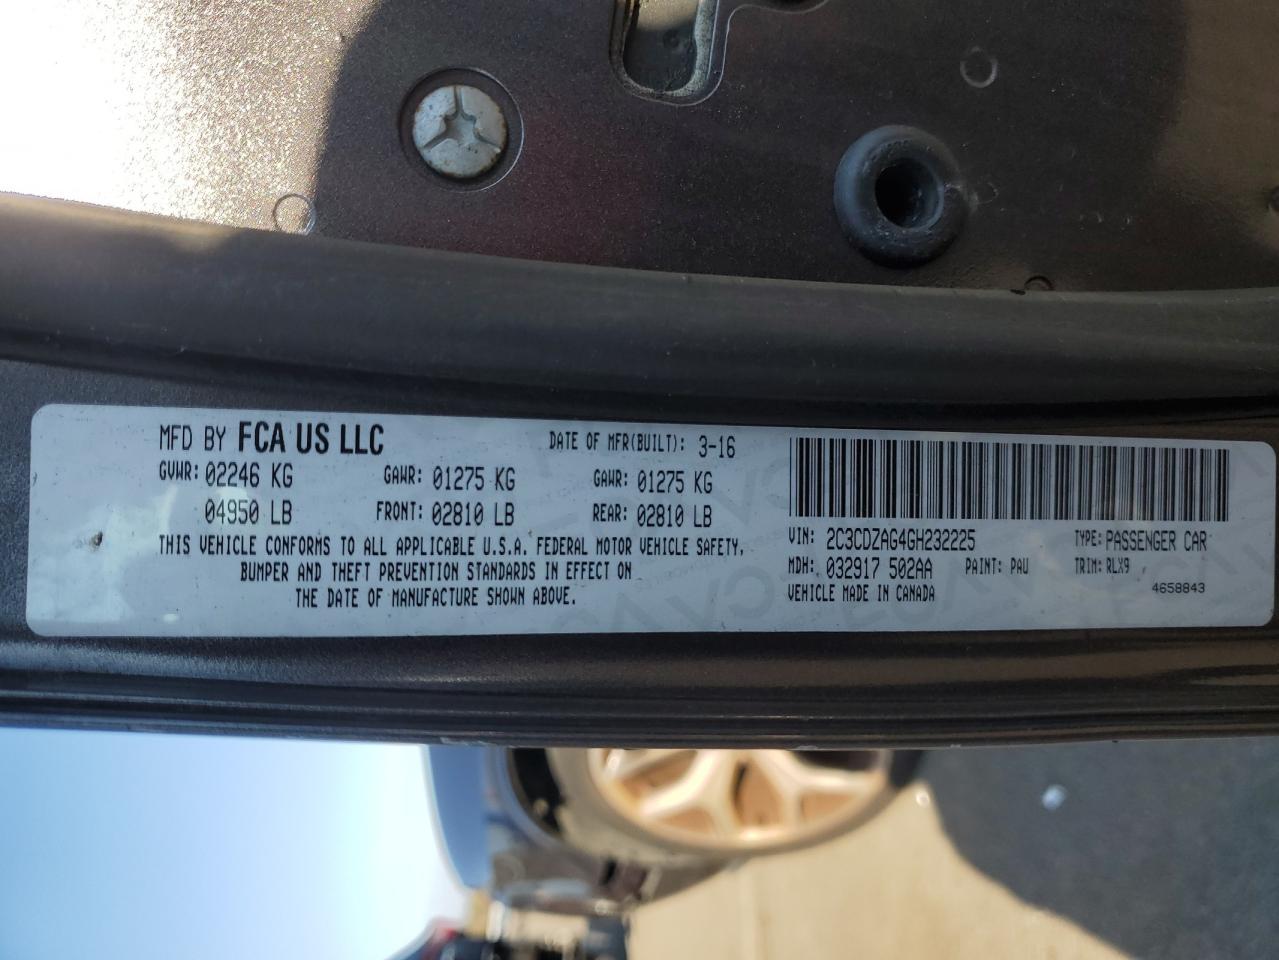 MFD BY FCA US LLC DATE OF MFR(BUILT): 3-16
GVWR: 02246 KG GAWR: 01275 KG GAWR: 01275 KG
04950 LB FRONT: 02810 LB REAR: 02810 LB
THIS VEHICLE CONFORMS TO ALL APPLICABLE U.S.A. FEDERAL MOTOR VEHICLE SAFETY,
BUMPER AND THEFT PREVENTION STANDARDS IN EFFECT ON
THE DATE OF MANUFACTURE SHOWN ABOVE.
VIN: 2C3CDZAG4GH232225 TYPE: PASSENGER CAR
MDH: 032917 502AA PAINT: PAU TRIM: RLX9
VEHICLE MADE IN CANADA 4658843